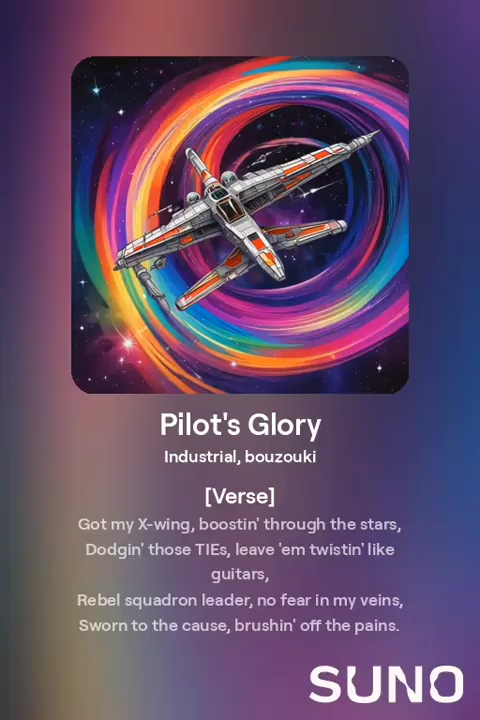 Pilot's Glory
Industrial, bouzouki
[Verse]
Got my X-wing, boostin' through the stars,
Dodgin' those TIEs, leave 'em twistin' like
guitars,
Rebel squadron leader, no fear in my veins,
Sworn to the cause, brushin' off the pains.
SUNO